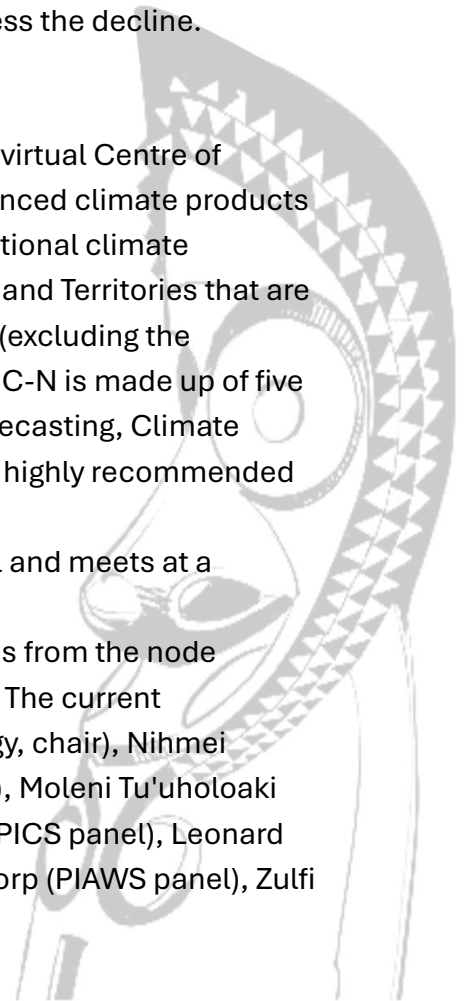 ess the decline.
virtual Centre of
nced climate products
tional climate
and Territories that are
(excluding the
C-N is made up of five
ecasting, Climate
highly recommended
and meets at a
s from the node
The current
gy, chair), Nihmei
), Moleni Tu'uholoaki
PICS panel), Leonard
orp (PIAWS panel), Zulfi